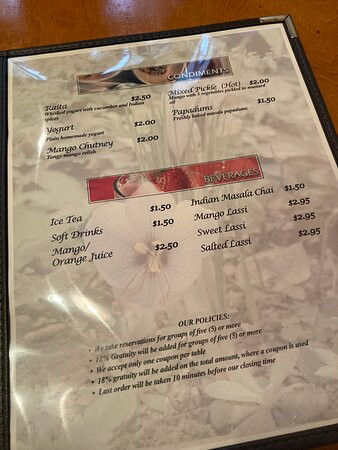 CONDIMENTS
Raita $2.50
Whisked yogurt with cucumber and Indian
spices
Yogurt $2.00
Plain homemade yogurt
Mango Chutney $2.00
Tangy mango relish
Mixed Pickle (Hot) $2.00
Mango with 5 vegetables pickled in mustard
oil
Papadums $1.50
Freshly baked masala papadums.
BEVERAGES
Ice Tea $1.50
Soft Drinks $1.50
Mango/
Orange Juice $2.50
Indian Masala Chai $1.50
Mango Lassi $2.95
Sweet Lassi $2.95
Salted Lassi $2.95
OUR POLICIES:
• We take reservations for groups of five (5) or more
• 18% Gratuity will be added for groups of five (5) or more
• We accept only one coupon per table
• 18% gratuity will be added on the total amount, where a coupon is used
• Last order will be taken 10 minutes before our closing time